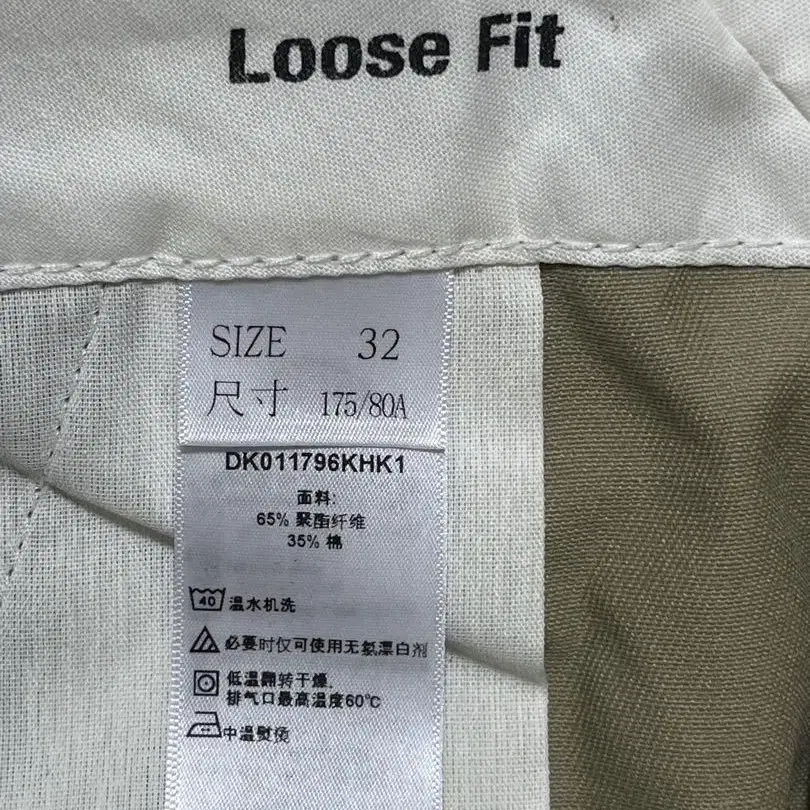 Loose Fit
SIZE 32
尺寸 175/80A
DK011796KHK1
面料:
65% 聚酯纤维
35% 棉
40 温水机洗
必要时仅可使用无氯漂白剂
低温翻转干燥,
排气口最高温度60℃
中温熨烫